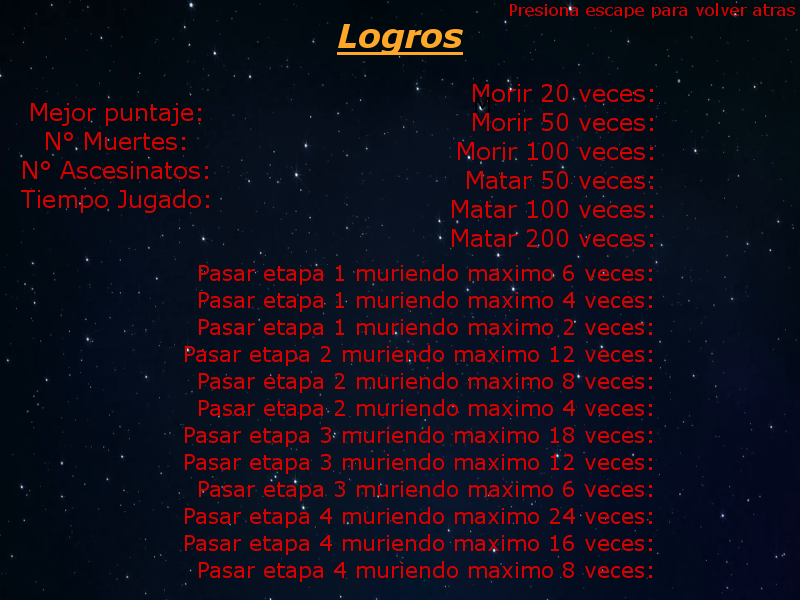 Presiona escape para volver atras
Logros
Mejor puntaje:
N° Muertes:
N° Ascesinatos:
Tiempo Jugado:
Morir 20 veces:
Morir 50 veces:
Morir 100 veces:
Matar 50 veces:
Matar 100 veces:
Matar 200 veces:
Pasar etapa 1 muriendo maximo 6 veces:
Pasar etapa 1 muriendo maximo 4 veces:
Pasar etapa 1 muriendo maximo 2 veces:
Pasar etapa 2 muriendo maximo 12 veces:
Pasar etapa 2 muriendo maximo 8 veces:
Pasar etapa 2 muriendo maximo 4 veces:
Pasar etapa 3 muriendo maximo 18 veces:
Pasar etapa 3 muriendo maximo 12 veces:
Pasar etapa 3 muriendo maximo 6 veces:
Pasar etapa 4 muriendo maximo 24 veces:
Pasar etapa 4 muriendo maximo 16 veces:
Pasar etapa 4 muriendo maximo 8 veces: